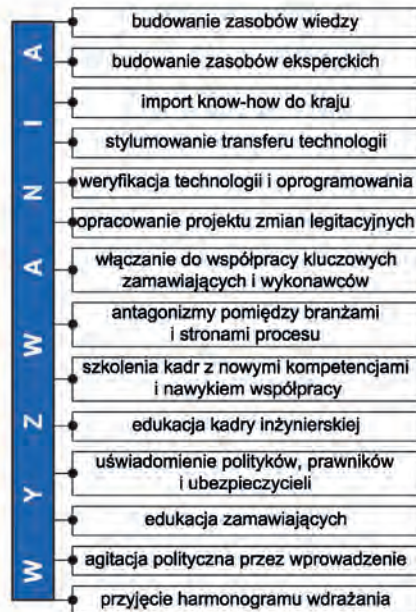 WYZWANIA
budowanie zasobów wiedzy
budowanie zasobów eksperckich
import know-how do kraju
stylumowanie transferu technologii
weryfikacja technologii i oprogramowania
opracowanie projektu zmian legitacyjnych
włączanie do współpracy kluczowych
zamawiających i wykonawców
antagonizmy pomiędzy branżami
i stronami procesu
szkolenia kadr z nowymi kompetencjami
i nawykiem współpracy
edukacja kadry inżynierskiej
uświadomienie polityków, prawników
i ubezpieczycieli
edukacja zamawiających
agitacja polityczna przez wprowadzenie
przyjęcie harmonogramu wdrażania